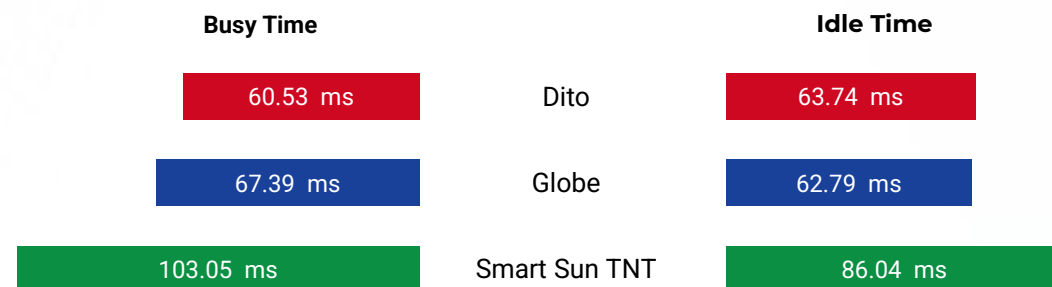 Busy Time Idle Time
60.53 ms Dito 63.74 ms
67.39 ms Globe 62.79 ms
103.05 ms Smart Sun TNT 86.04 ms